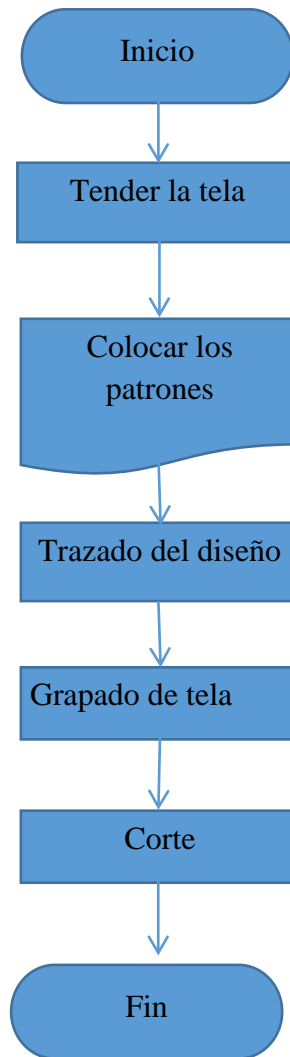 Inicio
Tender la tela
Colocar los
patrones
Trazado del diseño
Grapado de tela
Corte
Fin